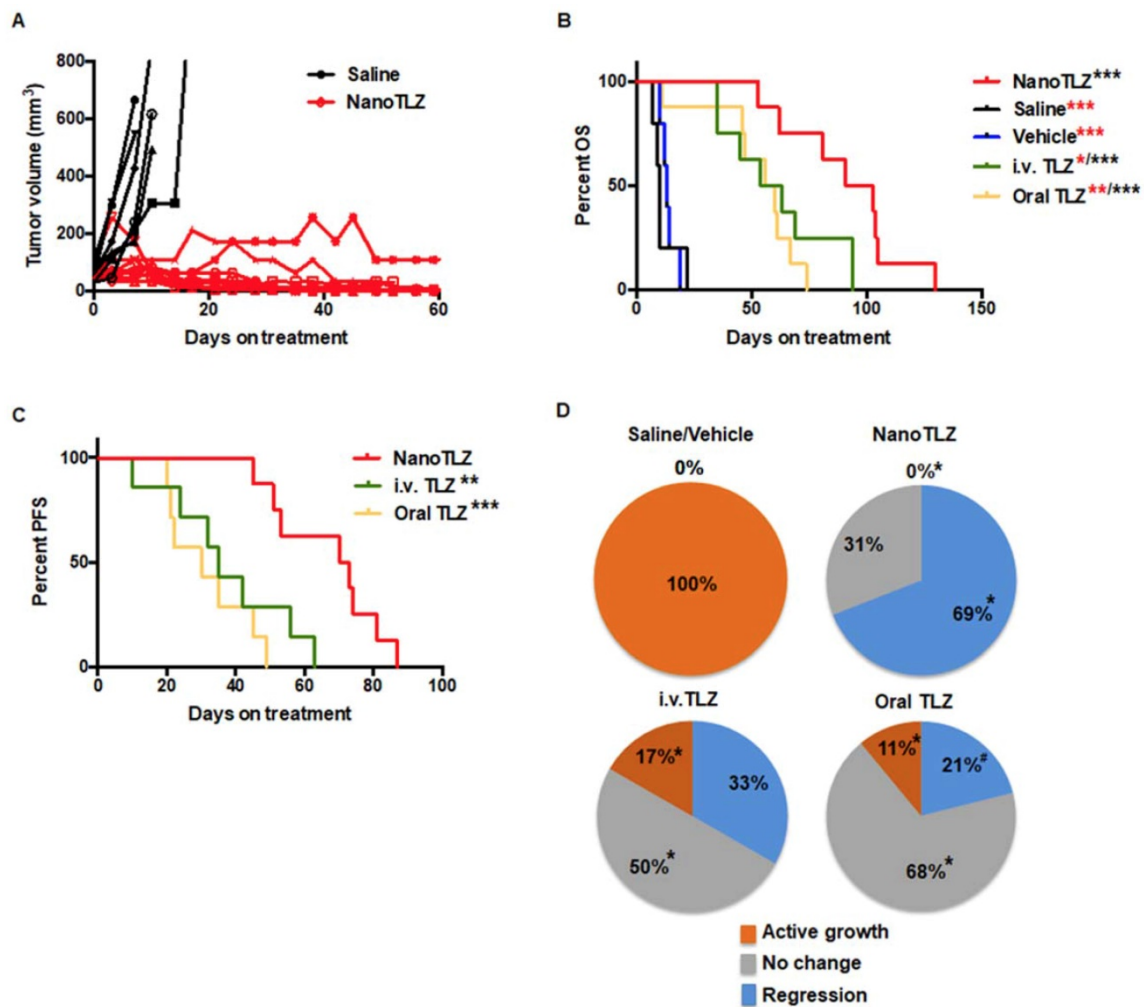 A
Tumor volume (mm³)
800
600
400
200
0
0 20 40 60
Days on treatment
Saline
NanoTLZ
B
Percent OS
100
50
0
0 50 100 150
Days on treatment
NanoTLZ***
Saline***
Vehicle***
i.v. TLZ*/***
Oral TLZ**/***
C
Percent PFS
100
50
0
0 20 40 60 80 100
Days on treatment
NanoTLZ
i.v. TLZ**
Oral TLZ***
D
Saline/Vehicle
0%
100%
NanoTLZ
0%*
31%
69%*
i.v.TLZ
17%*
33%
50%*
Oral TLZ
11%*
21%#
68%*
Active growth
No change
Regression